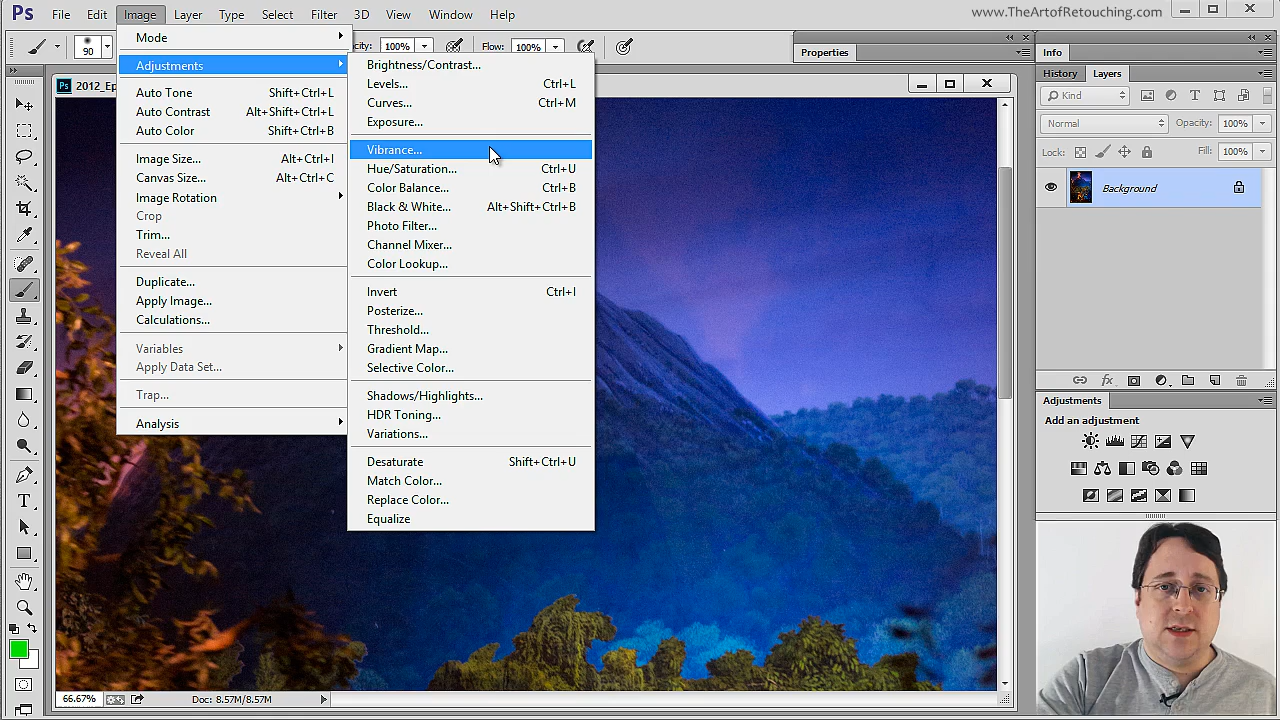 Ps File Edit Image Layer Type Select Filter 3D View Window Help
www.TheArtofRetouching.com
90
100%
Flow: 100%
2012_Ep
Mode
Adjustments
Auto Tone Shift+Ctrl+L
Auto Contrast Alt+Shift+Ctrl+L
Auto Color Shift+Ctrl+B
Image Size... Alt+Ctrl+I
Canvas Size... Alt+Ctrl+C
Image Rotation
Crop
Trim...
Reveal All
Duplicate...
Apply Image...
Calculations...
Variables
Apply Data Set...
Trap...
Analysis
Brightness/Contrast...
Levels... Ctrl+L
Curves... Ctrl+M
Exposure...
Vibrance...
Hue/Saturation... Ctrl+U
Color Balance... Ctrl+B
Black & White... Alt+Shift+Ctrl+B
Photo Filter...
Channel Mixer...
Color Lookup...
Invert Ctrl+I
Posterize...
Threshold...
Gradient Map...
Selective Color...
Shadows/Highlights...
HDR Toning...
Variations...
Desaturate Shift+Ctrl+U
Match Color...
Replace Color...
Equalize
Properties
Info
History Layers
Kind
Normal Opacity: 100%
Lock: Fill: 100%
Background
fx
Adjustments
Add an adjustment
66.67% Doc: 8.57M/8.57M